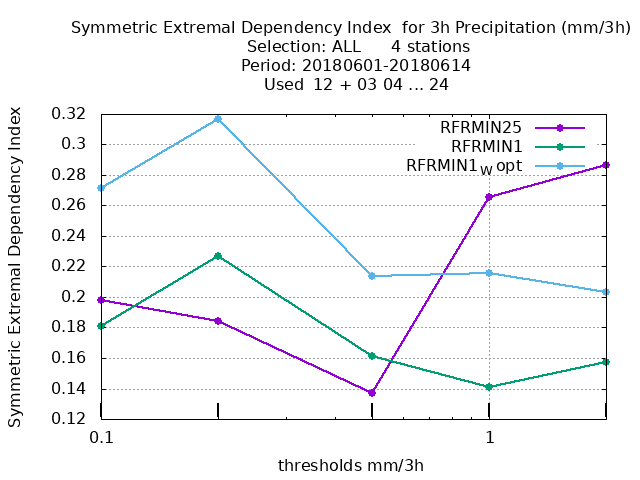 Symmetric Extremal Dependency Index  for 3h Precipitation (mm/3h)
Selection: ALL      4 stations
Period: 20180601-20180614
Used  12 + 03 04 ... 24
Symmetric Extremal Dependency Index
0.32
0.3
0.28
0.26
0.24
0.22
0.2
0.18
0.16
0.14
0.12
RFRMIN25
RFRMIN1
RFRMIN1w opt
0.1
1
thresholds mm/3h